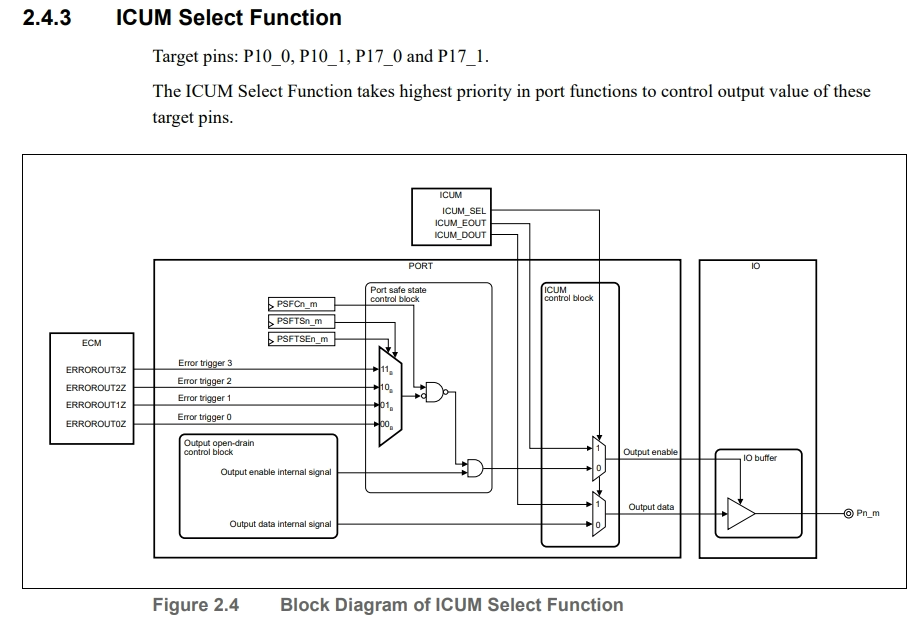 2.4.3 ICUM Select Function
Target pins: P10_0, P10_1, P17_0 and P17_1.
The ICUM Select Function takes highest priority in port functions to control output value of these
target pins.
ICUM
ICUM_SEL
ICUM_EOUT
ICUM_DOUT
PORT
IO
Port safe state
control block
ICUM
control block
PSFCn_m
PSFTSn_m
PSFTSEn_m
ECM
ERROROUT3Z
ERROROUT2Z
ERROROUT1Z
ERROROUT0Z
Error trigger 3
Error trigger 2
Error trigger 1
Error trigger 0
11B
10B
01B
00B
Output open-drain
control block
Output enable internal signal
Output data internal signal
1
0
1
0
Output enable
Output data
IO buffer
Pn_m
Figure 2.4 Block Diagram of ICUM Select Function